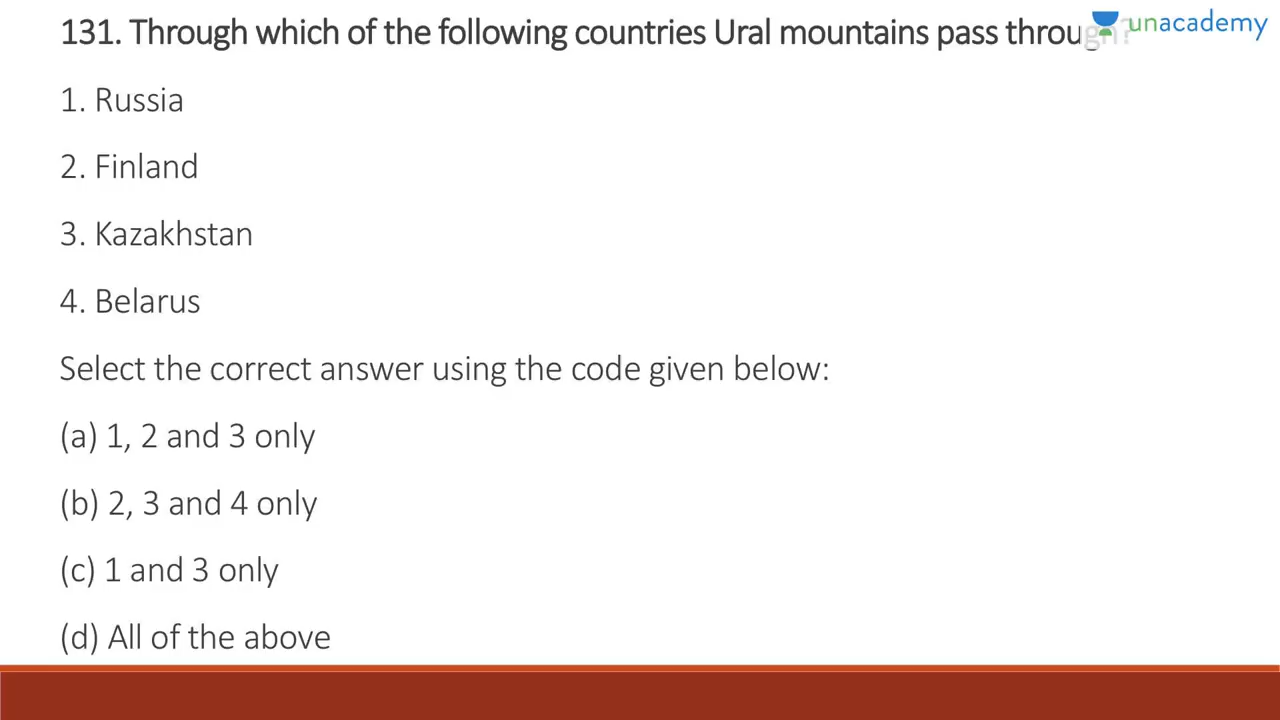 131. Through which of the following countries Ural mountains pass through?
unacademy
1. Russia
2. Finland
3. Kazakhstan
4. Belarus
Select the correct answer using the code given below:
(a) 1, 2 and 3 only
(b) 2, 3 and 4 only
(c) 1 and 3 only
(d) All of the above